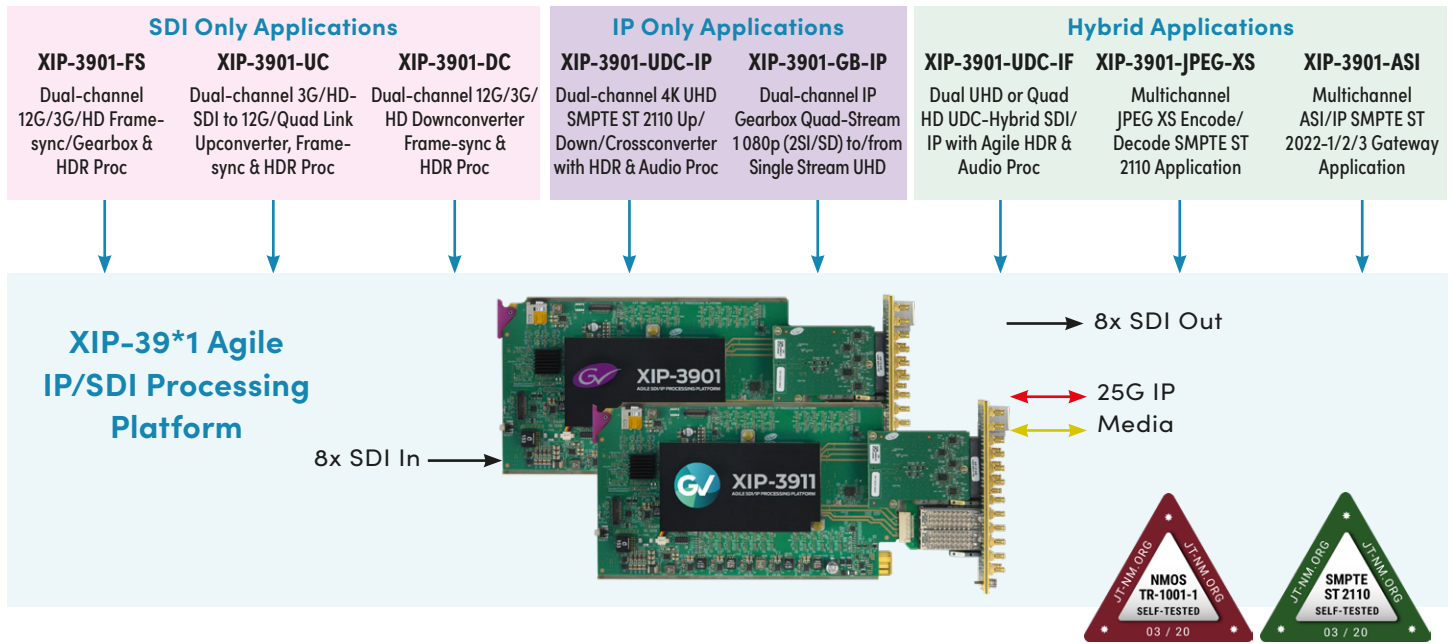 SDI Only Applications
XIP-3901-FS
Dual-channel
12G/3G/HD Frame-
sync/Gearbox &
HDR Proc
XIP-3901-UC
Dual-channel 3G/HD-
SDI to 12G/Quad Link
Upconverter, Frame-
sync & HDR Proc
XIP-3901-DC
Dual-channel 12G/3G/
HD Downconverter
Frame-sync &
HDR Proc
IP Only Applications
XIP-3901-UDC-IP
Dual-channel 4K UHD
SMPTE ST 2110 Up/
Down/Crossconverter
with HDR & Audio Proc
XIP-3901-GB-IP
Dual-channel IP
Gearbox Quad-Stream
1080p (2SI/SD) to/from
Single Stream UHD
Hybrid Applications
XIP-3901-UDC-IF
Dual UHD or Quad
HD UDC-Hybrid SDI/
IP with Agile HDR &
Audio Proc
XIP-3901-JPEG-XS
Multichannel
JPEG XS Encode/
Decode SMPTE ST
2110 Application
XIP-3901-ASI
Multichannel
ASI/IP SMPTE ST
2022-1/2/3 Gateway
Application
XIP-39*1 Agile
IP/SDI Processing
Platform
8x SDI In
GV
XIP-3901
AGILE SDI/IP PROCESSING PLATFORM
GV
XIP-3911
AGILE SDI/IP PROCESSING PLATFORM
8x SDI Out
25G IP
Media
JT-NM.ORG
JT-NM.ORG
NMOS
TR-1001-1
SELF-TESTED
03 / 20
JT-NM.ORG
JT-NM.ORG
SMPTE
ST 2110
SELF-TESTED
03 / 20